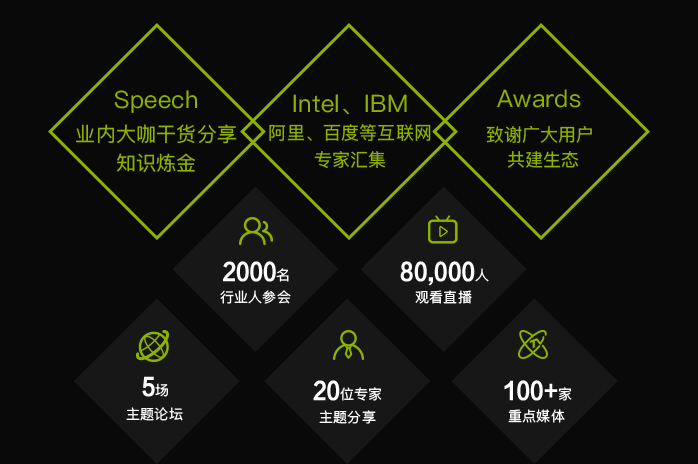 Speech
业内大咖干货分享
知识炼金
Intel、IBM
阿里、百度等互联网
专家汇集
Awards
致谢广大用户
共建生态
2000名
行业人参会
80,000人
观看直播
5场
主题论坛
20位专家
主题分享
TV
100+家
重点媒体